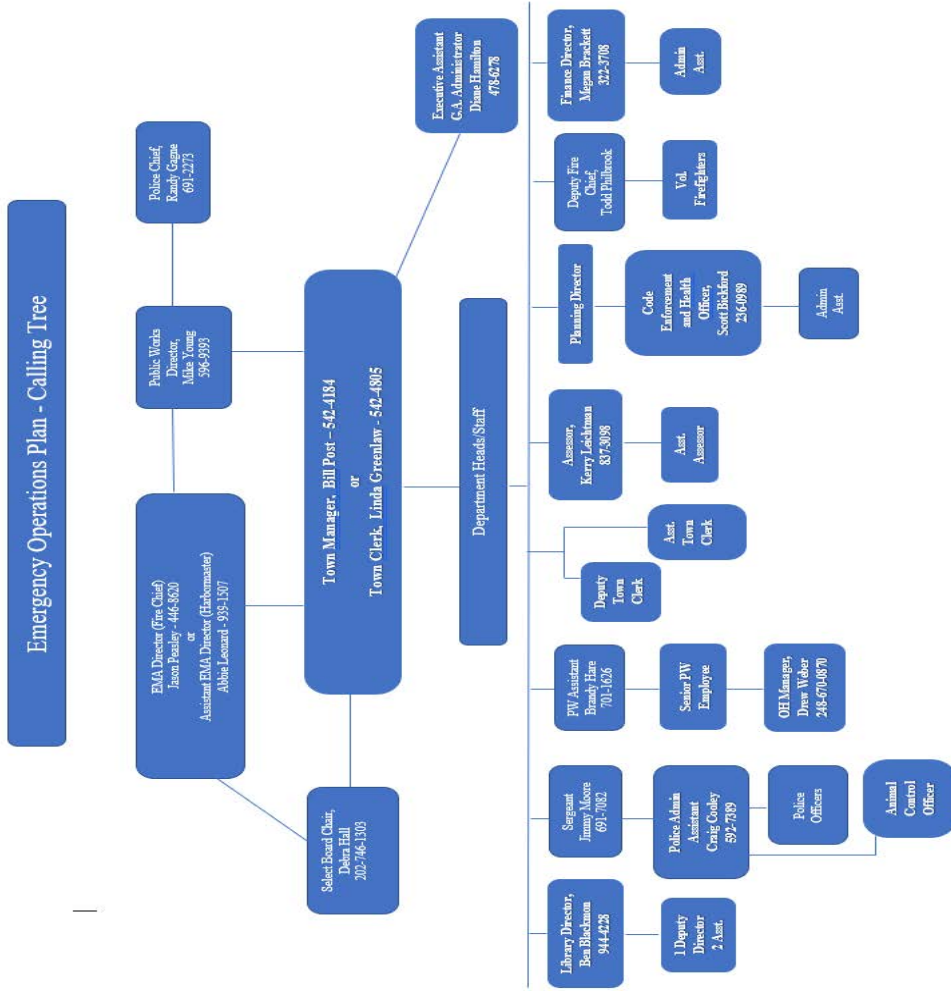 Emergency Operations Plan - Calling Tree
EMA Director (Fire Chief)
Jason Peasley - 446-8620
or
Assistant EMA Director (Harbormaster)
Abbie Leonard - 939-1507
Public Works
Director,
Mike Young
596-9393
Police Chief,
Randy Gagne
691-2273
Select Board Chair,
Debra Hall
202-746-1303
Town Manager, Bill Post – 542-4184
or
Town Clerk, Linda Greenlaw - 542-4805
Executive Assistant
G.A. Administrator
Diane Hamilton
478-6278
Department Heads/Staff
Library Director,
Ben Blackmon
944-4228
1 Deputy
Director
2 Asst.
Sergeant
Jimmy Moore
691-7082
Police Admin
Assistant
Craig Cooley
592-7389
Police
Officers
Animal
Control
Officer
PW Assistant
Brandy Hare
701-1626
Senior PW
Employee
OH Manager,
Drew Weber
248-670-0870
Deputy
Town
Clerk
Asst.
Town
Clerk
Assessor,
Kerry Leichtman
837-3098
Asst.
Assessor
Planning Director
Code
Enforcement
and Health
Officer,
Scott Bickford
236-0989
Admin
Asst.
Deputy Fire
Chief,
Todd Philbrook
Vol.
Firefighters
Finance Director,
Megan Brackett
322-3708
Admin
Asst.